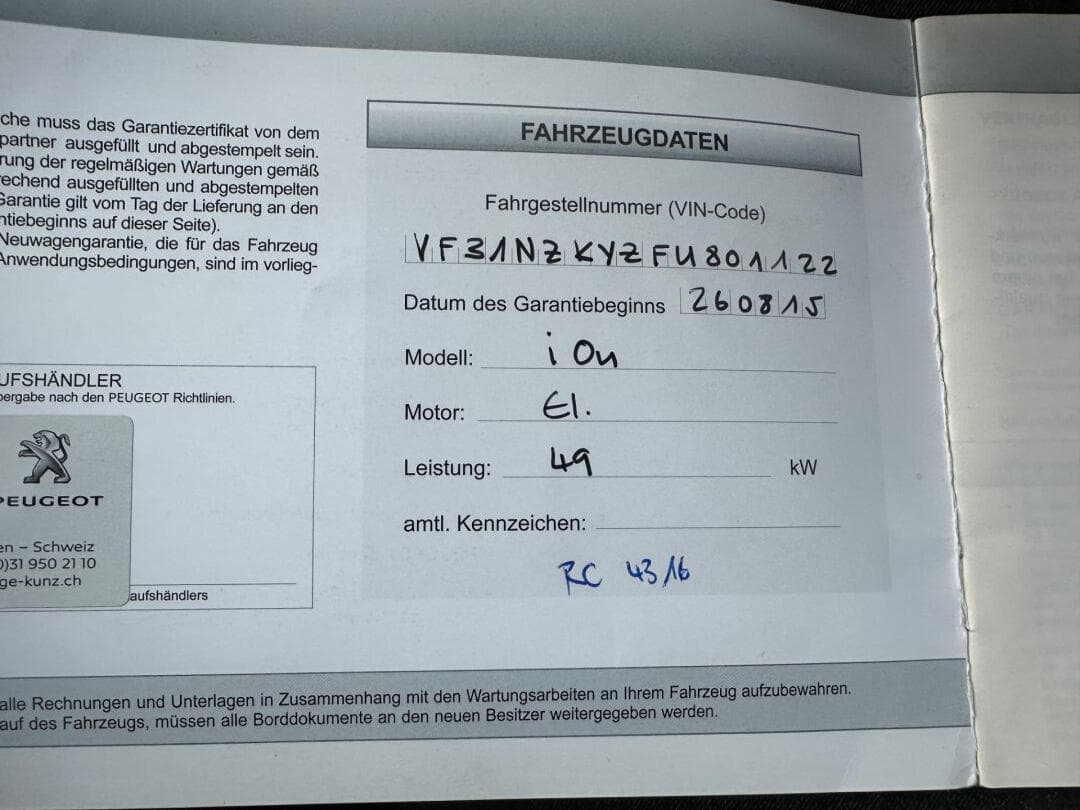 che muss das Garantiezertifikat von dem
partner ausgefüllt und abgestempelt sein.
rung der regelmäßigen Wartungen gemäß
rechend ausgefüllten und abgestempelten
Garantie gilt vom Tag der Lieferung an den
ntiebeginns auf dieser Seite).
Neuwagengarantie, die für das Fahrzeug
Anwendungsbedingungen, sind im vorlieg-
UFSHÄNDLER
bergabe nach den PEUGEOT Richtlinien.
PEUGEOT
en – Schweiz
0)31 950 21 10
ge-kunz.ch
aufshändlers
FAHRZEUGDATEN
Fahrgestellnummer (VIN-Code)
VF31NZKYZFU801122
Datum des Garantiebeginns 260815
Modell: iOn
Motor: El.
Leistung: 49 kW
amtl. Kennzeichen:
RC 43/16
alle Rechnungen und Unterlagen in Zusammenhang mit den Wartungsarbeiten an Ihrem Fahrzeug aufzubewahren.
auf des Fahrzeugs, müssen alle Borddokumente an den neuen Besitzer weitergegeben werden.